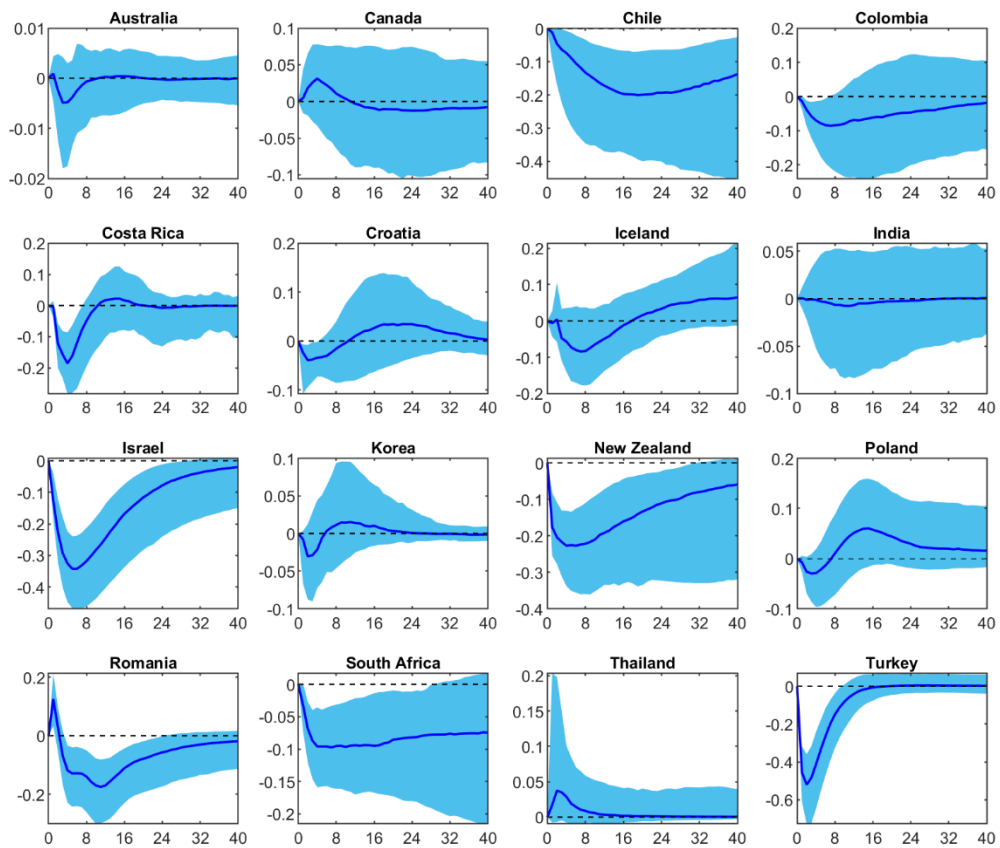 Australia
0.01
0
-0.01
-0.02
0 8 16 24 32 40
Canada
0.1
0.05
0
0.05
0.1
0 8 16 24 32 40
Chile
0
-0.1
-0.2
-0.3
-0.4
0 8 16 24 32 40
Colombia
0.2
0.1
0
-0.1
-0.2
0 8 16 24 32 40
Costa Rica
0.2
0.1
0
-0.1
-0.2
0 8 16 24 32 40
Croatia
0.2
0.1
0
0.1
0 8 16 24 32 40
Iceland
0.2
0.1
0
-0.1
-0.2
0 8 16 24 32 40
India
0.05
0
-0.05
-0.1
0 8 16 24 32 40
Israel
0
-0.1
-0.2
-0.3
-0.4
0 8 16 24 32 40
Korea
0.1
0.05
0
0.05
0.1
0 8 16 24 32 40
New Zealand
0
-0.1
-0.2
-0.3
-0.4
0 8 16 24 32 40
Poland
0.2
0.1
0
-0.1
0 8 16 24 32 40
Romania
0.2
0
-0.2
0 8 16 24 32 40
South Africa
0
-0.05
-0.1
-0.15
-0.2
0 8 16 24 32 40
Thailand
0.2
0.15
0.1
0.05
0
0 8 16 24 32 40
Turkey
0
-0.2
-0.4
-0.6
0 8 16 24 32 40